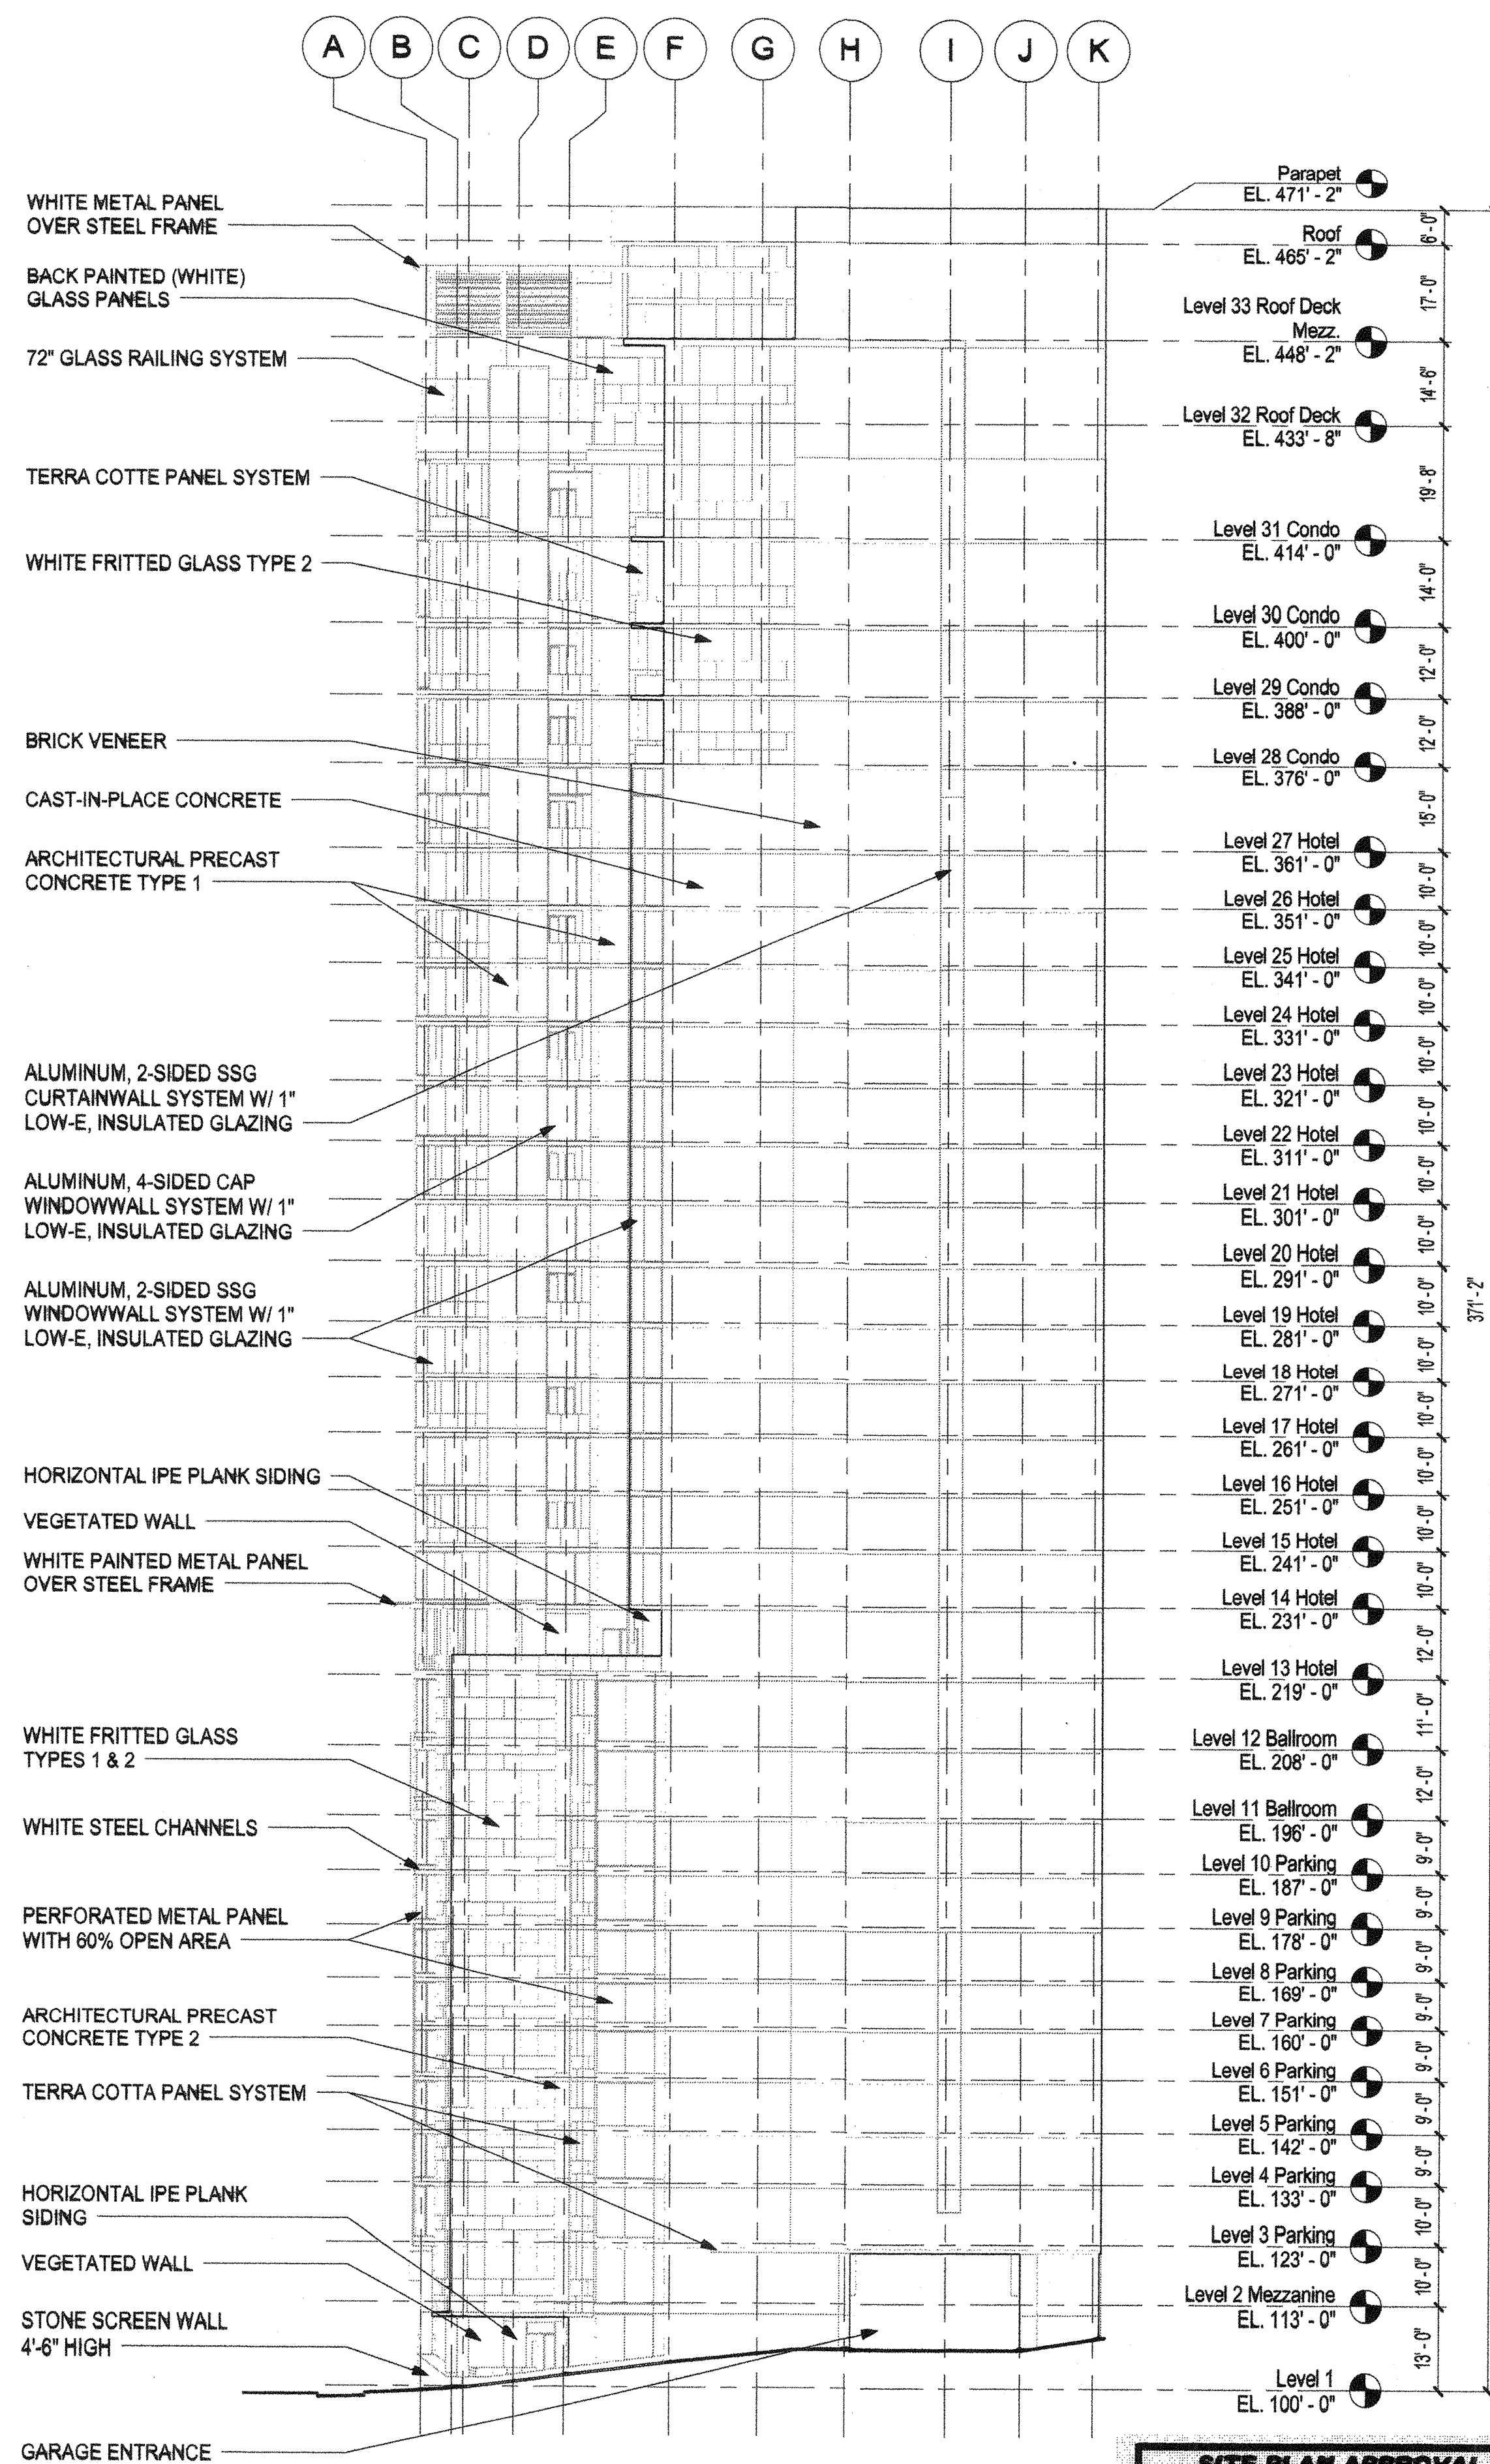 A B C D E F G H I J K
WHITE METAL PANEL
OVER STEEL FRAME
BACK PAINTED (WHITE)
GLASS PANELS
72" GLASS RAILING SYSTEM
TERRA COTTE PANEL SYSTEM
WHITE FRITTED GLASS TYPE 2
BRICK VENEER
CAST-IN-PLACE CONCRETE
ARCHITECTURAL PRECAST
CONCRETE TYPE 1
ALUMINUM, 2-SIDED SSG
CURTAINWALL SYSTEM W/ 1"
LOW-E, INSULATED GLAZING
ALUMINUM, 4-SIDED CAP
WINDOWWALL SYSTEM W/ 1"
LOW-E, INSULATED GLAZING
ALUMINUM, 2-SIDED SSG
WINDOWWALL SYSTEM W/ 1"
LOW-E, INSULATED GLAZING
HORIZONTAL IPE PLANK SIDING
VEGETATED WALL
WHITE PAINTED METAL PANEL
OVER STEEL FRAME
WHITE FRITTED GLASS
TYPES 1 & 2
WHITE STEEL CHANNELS
PERFORATED METAL PANEL
WITH 60% OPEN AREA
ARCHITECTURAL PRECAST
CONCRETE TYPE 2
TERRA COTTA PANEL SYSTEM
HORIZONTAL IPE PLANK
SIDING
VEGETATED WALL
STONE SCREEN WALL
4'-6" HIGH
GARAGE ENTRANCE
Parapet
EL. 471' - 2"
Roof
EL. 465' - 2"
Level 33 Roof Deck
Mezz.
EL. 448' - 2"
Level 32 Roof Deck
EL. 433' - 8"
Level 31 Condo
EL. 414' - 0"
Level 30 Condo
EL. 400' - 0"
Level 29 Condo
EL. 388' - 0"
Level 28 Condo
EL. 376' - 0"
Level 27 Hotel
EL. 361' - 0"
Level 26 Hotel
EL. 351' - 0"
Level 25 Hotel
EL. 341' - 0"
Level 24 Hotel
EL. 331' - 0"
Level 23 Hotel
EL. 321' - 0"
Level 22 Hotel
EL. 311' - 0"
Level 21 Hotel
EL. 301' - 0"
Level 20 Hotel
EL. 291' - 0"
Level 19 Hotel
EL. 281' - 0"
Level 18 Hotel
EL. 271' - 0"
Level 17 Hotel
EL. 261' - 0"
Level 16 Hotel
EL. 251' - 0"
Level 15 Hotel
EL. 241' - 0"
Level 14 Hotel
EL. 231' - 0"
Level 13 Hotel
EL. 219' - 0"
Level 12 Ballroom
EL. 208' - 0"
Level 11 Ballroom
EL. 196' - 0"
Level 10 Parking
EL. 187' - 0"
Level 9 Parking
EL. 178' - 0"
Level 8 Parking
EL. 169' - 0"
Level 7 Parking
EL. 160' - 0"
Level 6 Parking
EL. 151' - 0"
Level 5 Parking
EL. 142' - 0"
Level 4 Parking
EL. 133' - 0"
Level 3 Parking
EL. 123' - 0"
Level 2 Mezzanine
EL. 113' - 0"
Level 1
EL. 100' - 0"
6'-0"
17'-0"
14'-6"
19'-8"
14'-0"
12'-0"
12'-0"
15'-0"
10'-0"
10'-0"
10'-0"
10'-0"
10'-0"
10'-0"
10'-0"
10'-0"
10'-0"
10'-0"
10'-0"
10'-0"
10'-0"
12'-0"
11'-0"
12'-0"
9'-0"
9'-0"
9'-0"
9'-0"
9'-0"
9'-0"
9'-0"
10'-0"
10'-0"
13'-0"
371'-2"
SITE PLAN APPROVAL